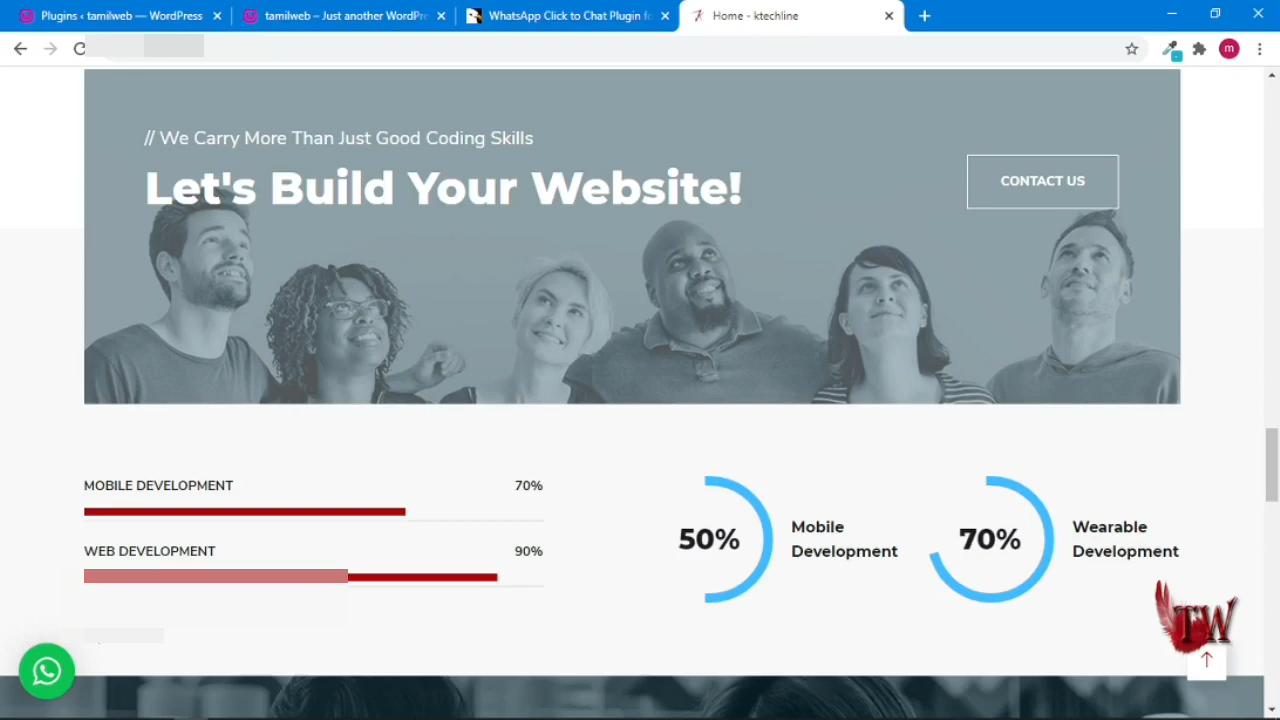 Plugins ‹ tamilweb — WordPress
tamilweb – Just another WordPre
WhatsApp Click to Chat Plugin fo
Home - ktechline
m
// We Carry More Than Just Good Coding Skills
Let's Build Your Website!
CONTACT US
MOBILE DEVELOPMENT 70%
WEB DEVELOPMENT 90%
50%
Mobile
Development
70%
Wearable
Development
TW